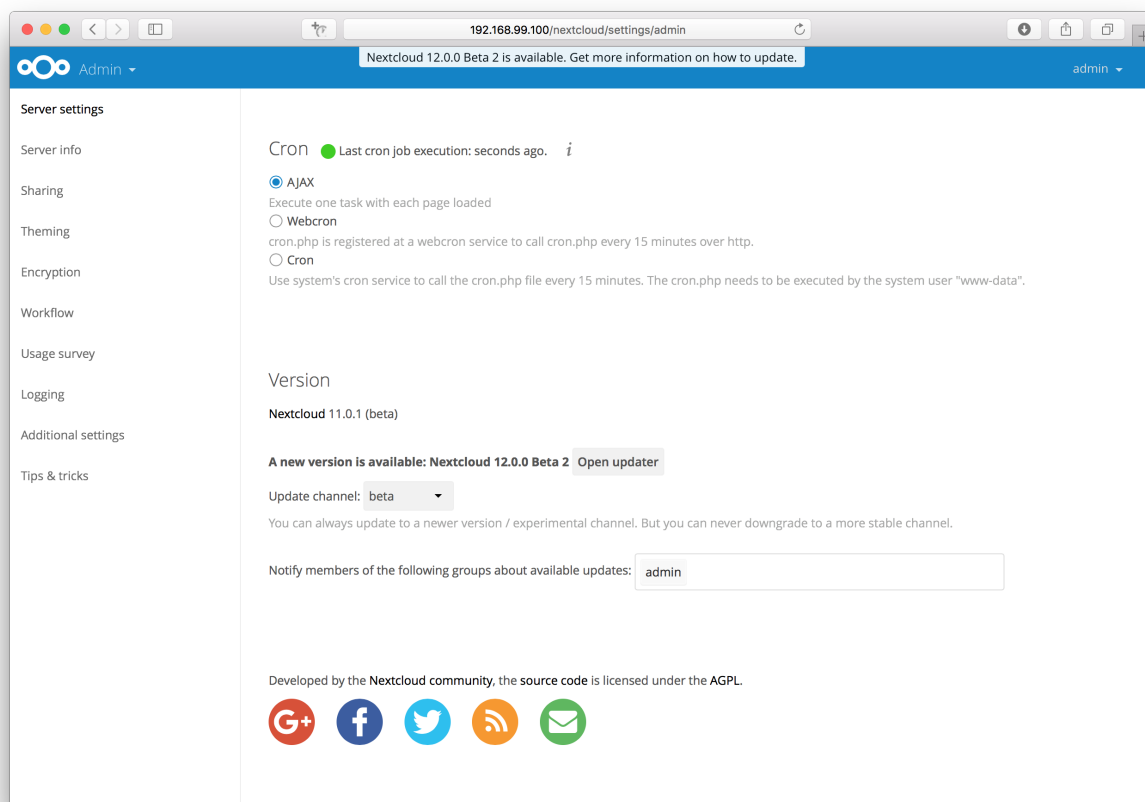 192.168.99.100/nextcloud/settings/admin
Nextcloud 12.0.0 Beta 2 is available. Get more information on how to update.
Admin
admin
Server settings
Server info
Sharing
Theming
Encryption
Workflow
Usage survey
Logging
Additional settings
Tips & tricks
Cron Last cron job execution: seconds ago. i
AJAX
Execute one task with each page loaded
Webcron
cron.php is registered at a webcron service to call cron.php every 15 minutes over http.
Cron
Use system's cron service to call the cron.php file every 15 minutes. The cron.php needs to be executed by the system user "www-data".
Version
Nextcloud 11.0.1 (beta)
A new version is available: Nextcloud 12.0.0 Beta 2 Open updater
Update channel: beta
You can always update to a newer version / experimental channel. But you can never downgrade to a more stable channel.
Notify members of the following groups about available updates: admin
Developed by the Nextcloud community, the source code is licensed under the AGPL.
G+ f